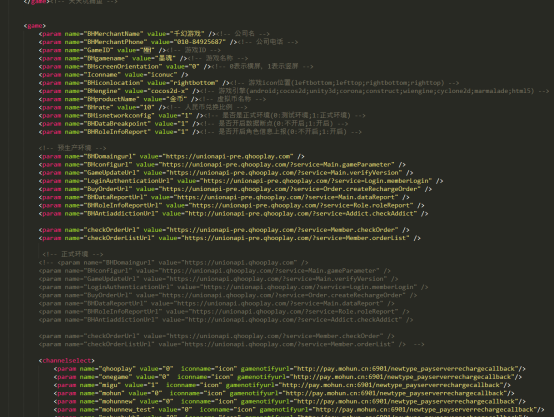 </game><!-- 天天坑爹宝 -->
<game>
<param name="BHMerchantName" value="千幻游戏" /><!-- 公司名 -->
<param name="BHMerchantPhone" value="010-84925687" /><!-- 公司电话 -->
<param name="GameID" value= /><!-- 游戏ID -->
<param name="BHgamename" value="墨魂" /><!-- 游戏名称 -->
<param name="BHscreenOrientation" value="0" /><!-- 0表示横屏, 1表示竖屏 -->
<param name="Iconname" value="iconuc" />
<param name="BHiconlocation" value="rightbottom" /><!-- 游戏icon位置(leftbottom;lefttop;rightbottom;righttop) -->
<param name="BHengine" value="cocos2d-x" /><!-- 游戏引擎(android;cocos2d;unity3d;corona;construct;wiengine;cyclone2d;marmalade;html5) -->
<param name="BHproductName" value="金币" /><!-- 虚拟币名称 -->
<param name="BHrate" value="10" /><!-- 人民币兑换比例 -->
<param name="BHisnetworkconfig" value="1" /><!-- 是否是正式环境(0:测试环境;1:正式环境) -->
<param name="BHDataBreakpoint" value="1" /><!-- 是否开启数据断点(0:不开启;1:开启) -->
<param name="BHRoleInfoReport" value="1" /><!-- 是否开启角色信息上报(0:不开启;1:开启) -->
<!-- 预生产环境 -->
<param name="BHDomainurl" value="https://unionapi-pre.qhooplay.com" />
<param name="BHconfigurl" value="https://unionapi-pre.qhooplay.com/?service=Main.gameParameter" />
<param name="GameUpdateUrl" value="https://unionapi-pre.qhooplay.com/?service=Main.verifyVersion" />
<param name="LoginAuthenticationUrl" value="https://unionapi-pre.qhooplay.com/?service=Login.memberLogin" />
<param name="BuyOrderUrl" value="https://unionapi-pre.qhooplay.com/?service=Order.createRechargeOrder" />
<param name="BHDataReportUrl" value="https://unionapi-pre.qhooplay.com/?service=Main.dataReport" />
<param name="BHRoleInfoReportUrl" value="https://unionapi-pre.qhooplay.com/?service=Role.roleReport" />
<param name="BHAntiaddictionUrl" value="http://unionapi-pre.qhooplay.com/?service=Addict.checkAddict" />
<param name="checkOrderUrl" value="https://unionapi-pre.qhooplay.com/?service=Member.checkOrder" />
<param name="checkOrderListUrl" value="https://unionapi-pre.qhooplay.com/?service=Member.orderList" />
<!-- 正式环境 -->
<!-- <param name="BHDomainurl" value="https://unionapi.qhooplay.com" />
<param name="BHconfigurl" value="https://unionapi.qhooplay.com/?service=Main.gameParameter" />
<param name="GameUpdateUrl" value="https://unionapi.qhooplay.com/?service=Main.verifyVersion" />
<param name="LoginAuthenticationUrl" value="https://unionapi.qhooplay.com/?service=Login.memberLogin" />
<param name="BuyOrderUrl" value="https://unionapi.qhooplay.com/?service=Order.createRechargeOrder" />
<param name="BHDataReportUrl" value="https://unionapi.qhooplay.com/?service=Main.dataReport" />
<param name="BHRoleInfoReportUrl" value="https://unionapi.qhooplay.com/?service=Role.roleReport" />
<param name="BHAntiaddictionUrl" value="http://unionapi.qhooplay.com/?service=Addict.checkAddict" />
<param name="checkOrderUrl" value="https://unionapi.qhooplay.com/?service=Member.checkOrder" />
<param name="checkOrderListUrl" value="https://unionapi.qhooplay.com/?service=Member.orderList" /> -->
<channelselect>
<param name="qhooplay" value="0" iconname="icon" gamenotifyurl="http://pay.mohun.cn:6901/newtype_payserverrechargecallback"/>
<param name="onegame" value="0" iconname="icon" gamenotifyurl="http://pay.mohun.cn:6901/newtype_payserverrechargecallback"/>
<param name="migu" value="1" iconname="icon" gamenotifyurl="http://pay.mohun.cn:6901/newtype_payserverrechargecallback"/>
<param name="mohun" value="0" iconname="icon" gamenotifyurl="http://pay.mohun.cn:6901/newtype_payserverrechargecallback"/>
<param name="mohunnew" value="0" iconname="icon" gamenotifyurl="http://pay.mohun.cn:6901/newtype_payserverrechargecallback"/>
<param name="mohunnew_test" value="0" iconname="icon" gamenotifyurl="http://pay.mohun.cn:6901/newtype_payserverrechargecallback"/>